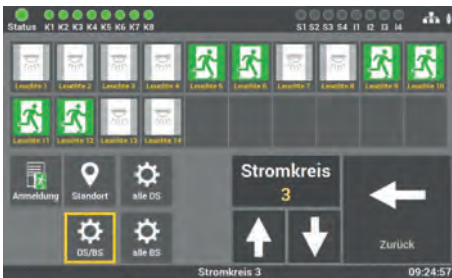 Status K1 K2 K3 K4 K5 K6 K7 K8 S1 S2 S3 S4 I1 I2 I3 I4
Leuchte 1 Leuchte 2 Leuchte 3 Leuchte 4 Leuchte 5 Leuchte 6 Leuchte 7 Leuchte 8 Leuchte 9 Leuchte 10
Leuchte 11 Leuchte 12 Leuchte 13 Leuchte 14
Anmeldung Standort alle DS
Stromkreis
3
DS/BS alle BS
Zurück
Stromkreis 3 09:24:57